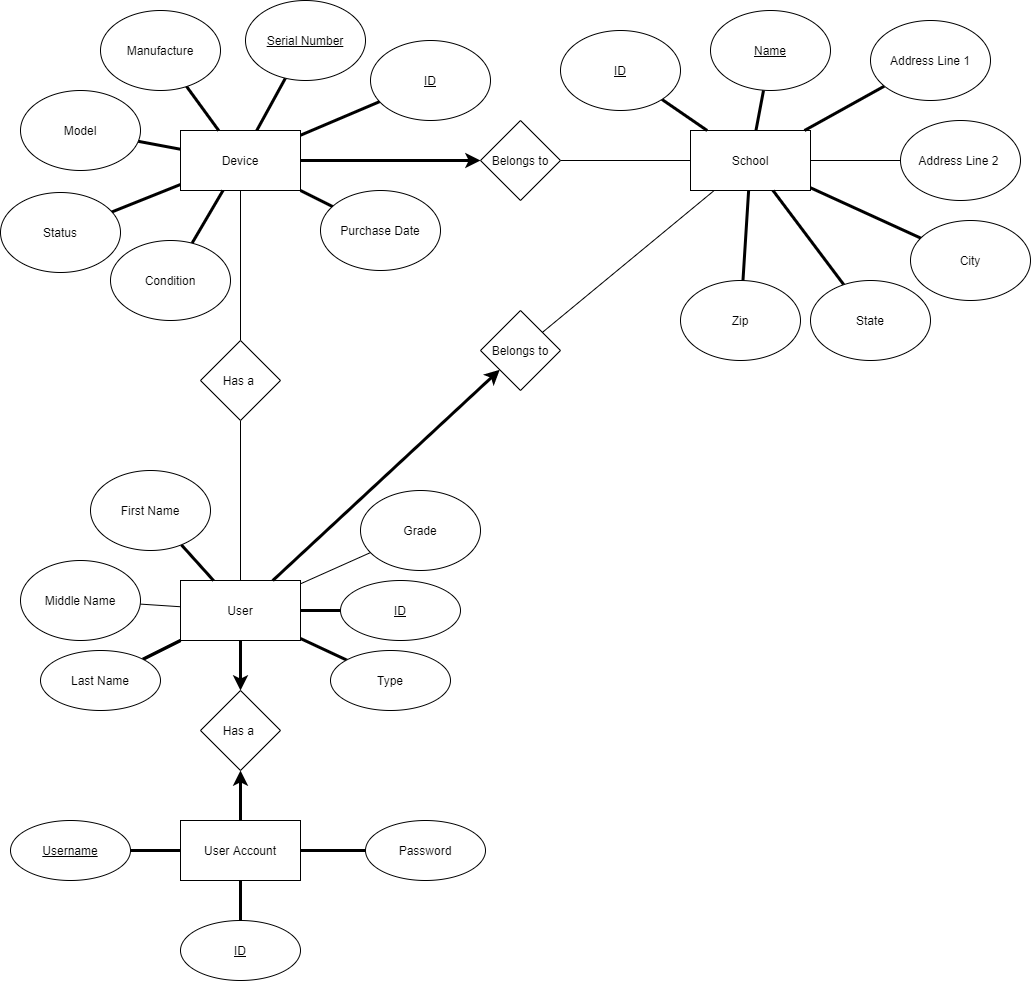 Serial Number
Manufacture
ID
Model
Device
Status
Condition
Purchase Date
Belongs to
ID
Name
Address Line 1
School
Address Line 2
City
Zip
State
Belongs to
Has a
First Name
Grade
Middle Name
User
ID
Last Name
Type
Has a
Username
User Account
Password
ID